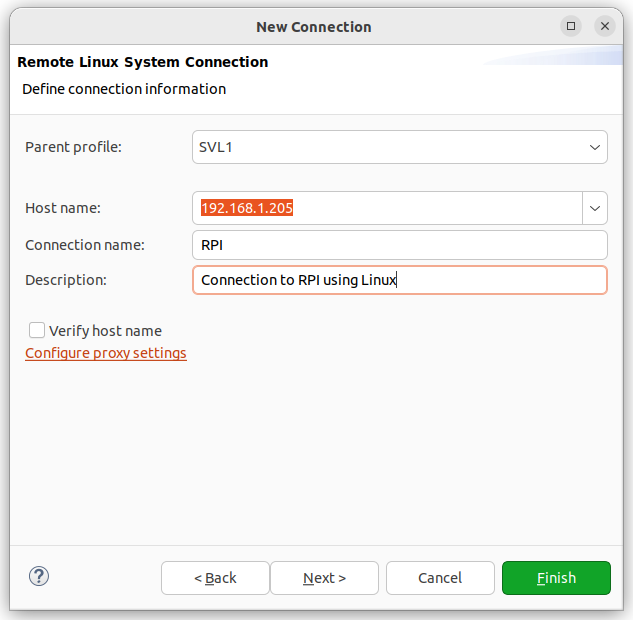 New Connection
Remote Linux System Connection
Define connection information
Parent profile: SVL1
Host name: 192.168.1.205
Connection name: RPI
Description: Connection to RPI using Linux
Verify host name
Configure proxy settings
? < Back Next > Cancel Finish